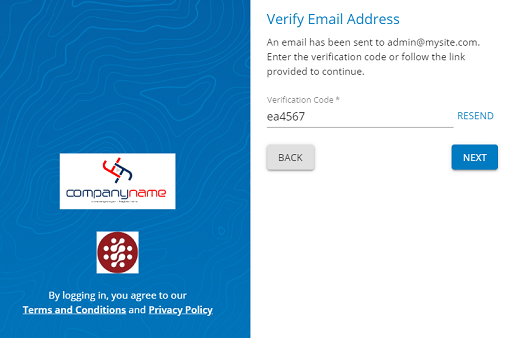 Verify Email Address
An email has been sent to admin@mysite.com.
Enter the verification code or follow the link
provided to continue.
Verification Code *
ea4567
RESEND
BACK
NEXT
companyname
By logging in, you agree to our
Terms and Conditions and Privacy Policy